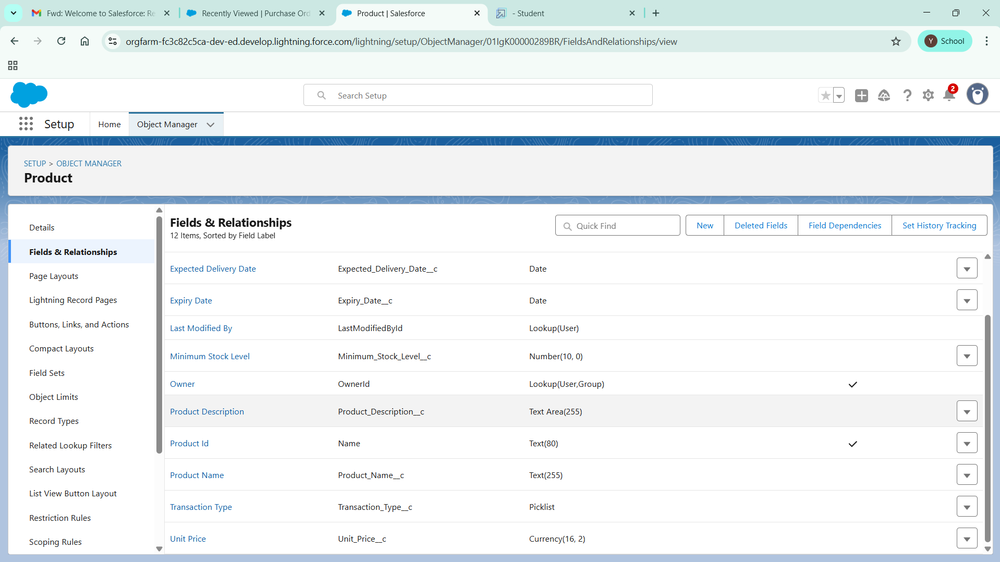 Fwd: Welcome to Salesforce: Re
Recently Viewed | Purchase Ord
Product | Salesforce
- Student
orgfarm-fc3c82c5ca-dev-ed.develop.lightning.force.com/lightning/setup/ObjectManager/01IgK00000289BR/FieldsAndRelationships/view
Y School
Search Setup
2
Setup
Home
Object Manager
SETUP > OBJECT MANAGER
Product
Details
Fields & Relationships
Page Layouts
Lightning Record Pages
Buttons, Links, and Actions
Compact Layouts
Field Sets
Object Limits
Record Types
Related Lookup Filters
Search Layouts
List View Button Layout
Restriction Rules
Scoping Rules
Fields & Relationships
12 Items, Sorted by Field Label
Quick Find
New
Deleted Fields
Field Dependencies
Set History Tracking
Expected Delivery Date Expected_Delivery_Date__c Date
Expiry Date Expiry_Date__c Date
Last Modified By LastModifiedById Lookup(User)
Minimum Stock Level Minimum_Stock_Level__c Number(10, 0)
Owner OwnerId Lookup(User,Group)
Product Description Product_Description__c Text Area(255)
Product Id Name Text(80)
Product Name Product_Name__c Text(255)
Transaction Type Transaction_Type__c Picklist
Unit Price Unit_Price__c Currency(16, 2)